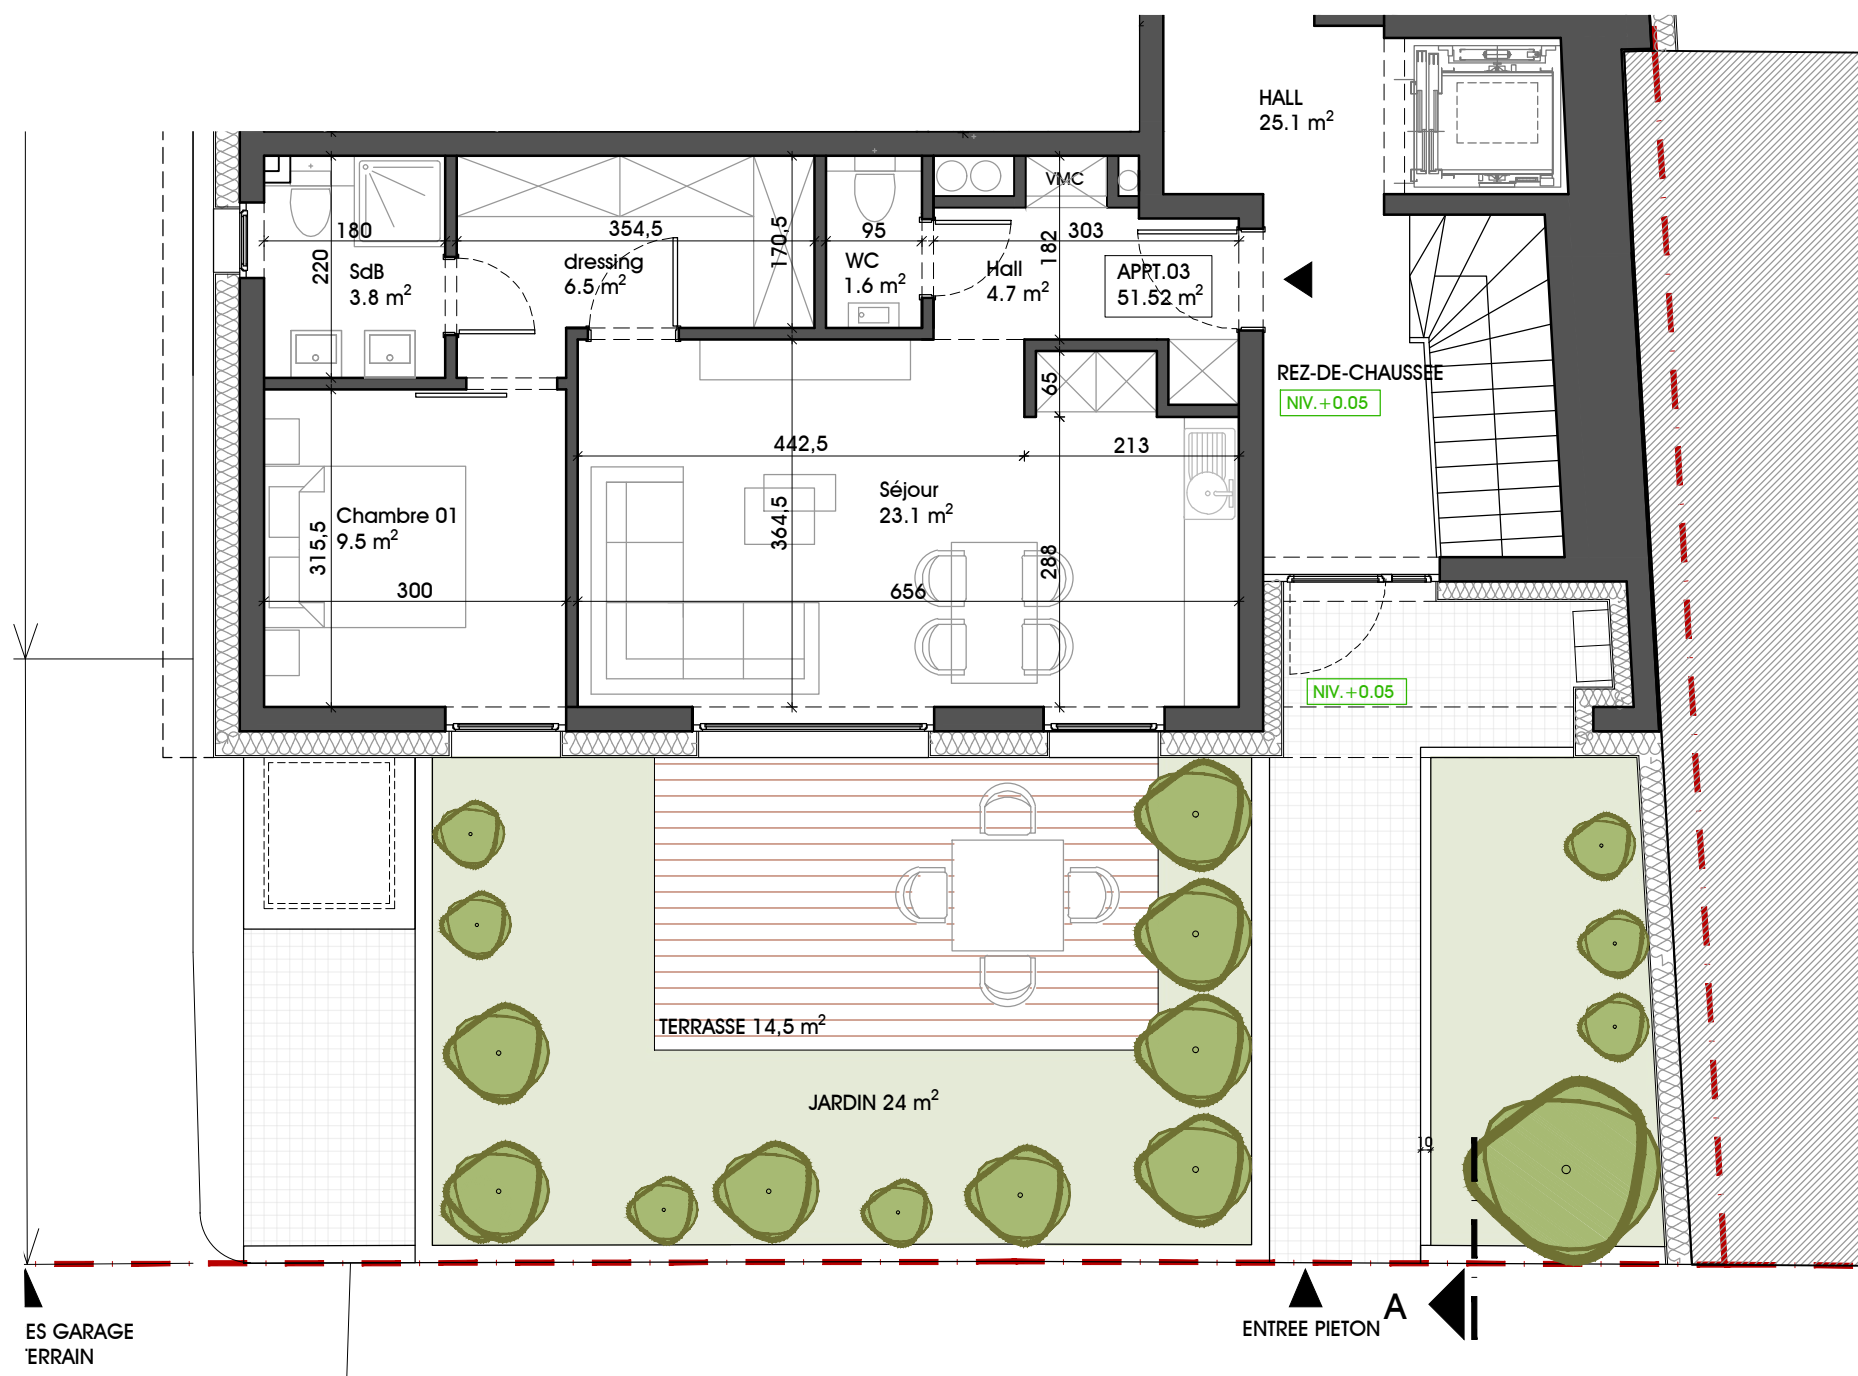 HALL
25.1 m²
VMC
180
354,5
170,5
95
303
182
220
SdB
3.8 m²
dressing
6.5 m²
WC
1.6 m²
Hall
4.7 m²
APPT.03
51.52 m²
REZ-DE-CHAUSSEE
NIV.+0.05
65
442,5
213
Séjour
23.1 m²
364,5
Chambre 01
9.5 m²
315,5
288
300
656
NIV.+0.05
TERRASSE 14,5 m²
JARDIN 24 m²
10
A
ENTREE PIETON
ES GARAGE
ERRAIN